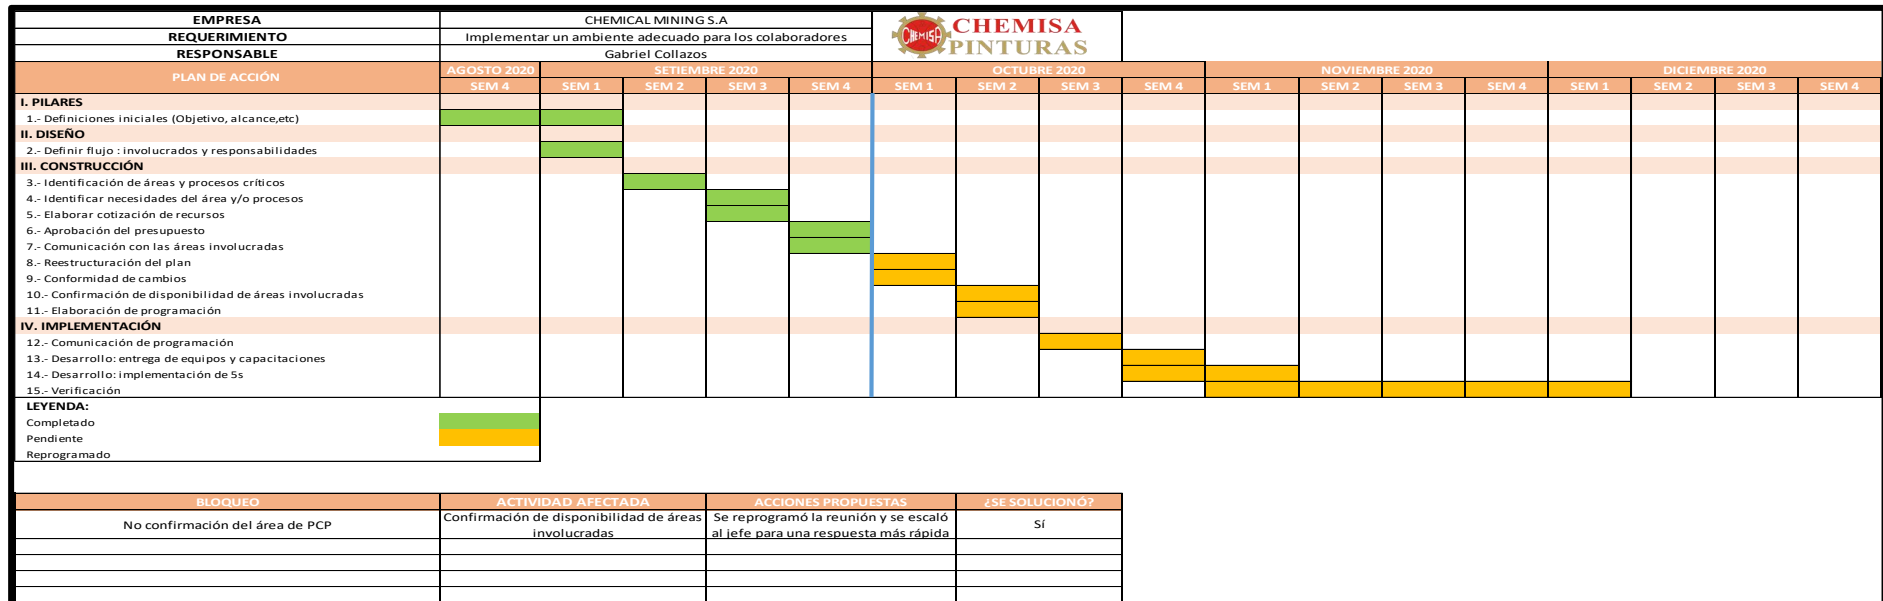 EMPRESA CHEMICAL MINING S.A
REQUERIMIENTO Implementar un ambiente adecuado para los colaboradores
RESPONSABLE Gabriel Collazos
CHEMISA
CHEMISA
PINTURAS
PLAN DE ACCIÓN
AGOSTO 2020 SETIEMBRE 2020 OCTUBRE 2020 NOVIEMBRE 2020 DICIEMBRE 2020
SEM 4 SEM 1 SEM 2 SEM 3 SEM 4 SEM 1 SEM 2 SEM 3 SEM 4 SEM 1 SEM 2 SEM 3 SEM 4 SEM 1 SEM 2 SEM 3 SEM 4
I. PILARES
1.- Definiciones iniciales (Objetivo, alcance,etc)
II. DISEÑO
2.- Definir flujo : involucrados y responsabilidades
III. CONSTRUCCIÓN
3.- Identificación de áreas y procesos críticos
4.- Identificar necesidades del área y/o procesos
5.- Elaborar cotización de recursos
6.- Aprobación del presupuesto
7.- Comunicación con las áreas involucradas
8.- Reestructuración del plan
9.- Conformidad de cambios
10.- Confirmación de disponibilidad de áreas involucradas
11.- Elaboración de programación
IV. IMPLEMENTACIÓN
12.- Comunicación de programación
13.- Desarrollo: entrega de equipos y capacitaciones
14.- Desarrollo: implementación de 5s
15.- Verificación
LEYENDA:
Completado
Pendiente
Reprogramado
BLOQUEO ACTIVIDAD AFECTADA ACCIONES PROPUESTAS ¿SE SOLUCIONÓ?
No confirmación del área de PCP
Confirmación de disponibilidad de áreas
involucradas
Se reprogramó la reunión y se escaló
al jefe para una respuesta más rápida
Sí